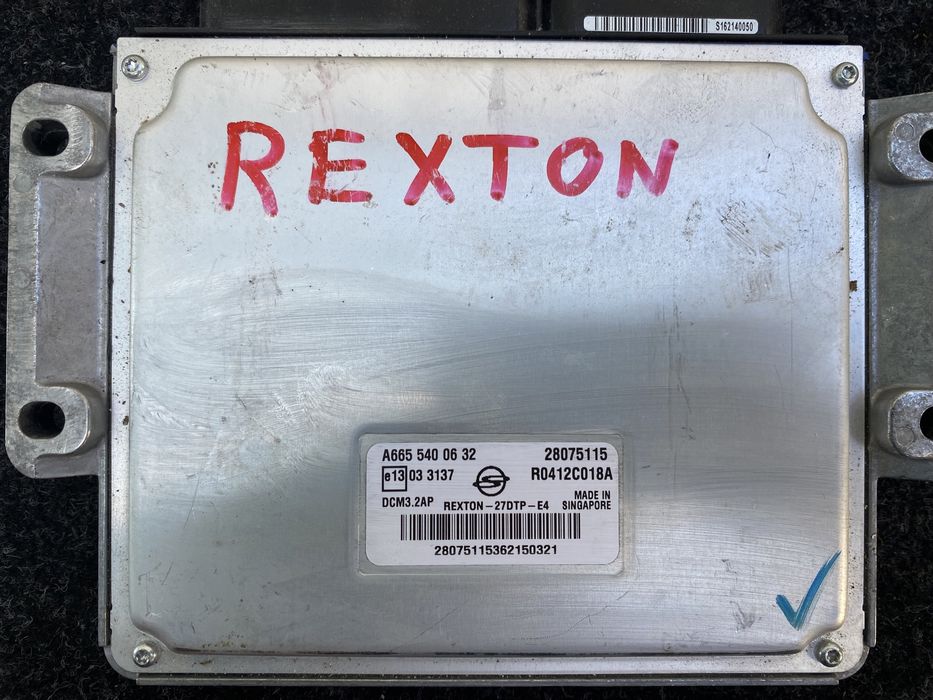 S162140050
REXTON
A665 540 06 32 28075115
e13 03 3137 R0412C018A
DCM3.2AP REXTON-27DTP-E4 MADE IN SINGAPORE
28075115362150321